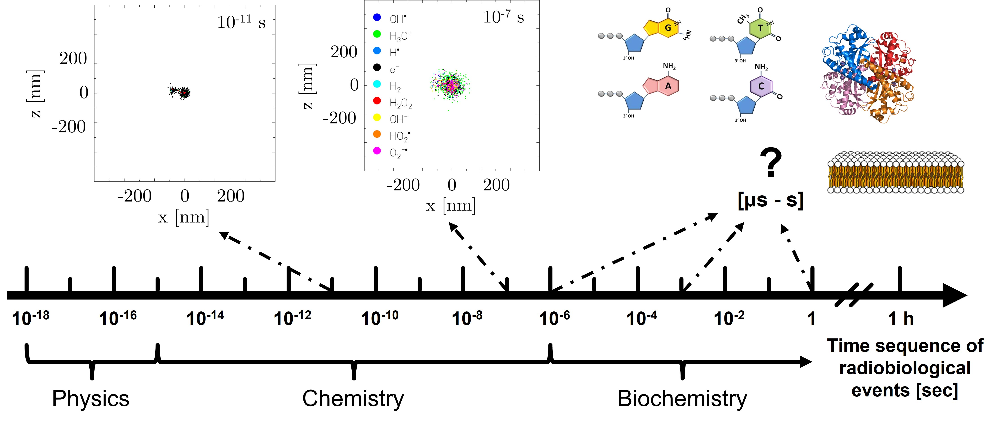 10⁻¹¹ s
200
0
-200
z [nm]
-200 0 200
x [nm]
10⁻⁷ s
OH•
H₃O⁺
H•
e⁻
H₂
H₂O₂
OH⁻
HO₂•
O₂⁻•
200
0
-200
z [nm]
-200 0 200
x [nm]
O
NH
G
NH₂
3' OH
O
CH₃
NH
T
O
3' OH
NH₂
A
3' OH
NH₂
C
O
3' OH
?
[µs - s]
10⁻¹⁸ 10⁻¹⁶ 10⁻¹⁴ 10⁻¹² 10⁻¹⁰ 10⁻⁸ 10⁻⁶ 10⁻⁴ 10⁻² 1 1 h
Time sequence of
radiobiological
events [sec]
Physics Chemistry Biochemistry